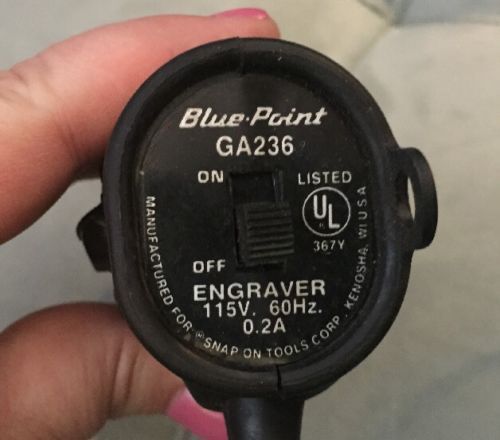 Blue-Point
GA236
ON
LISTED
UL
367Y
OFF
ENGRAVER
115V. 60Hz.
0.2A
MANUFACTURED FOR ©SNAP ON TOOLS CORP. KENOSHA, WI USA